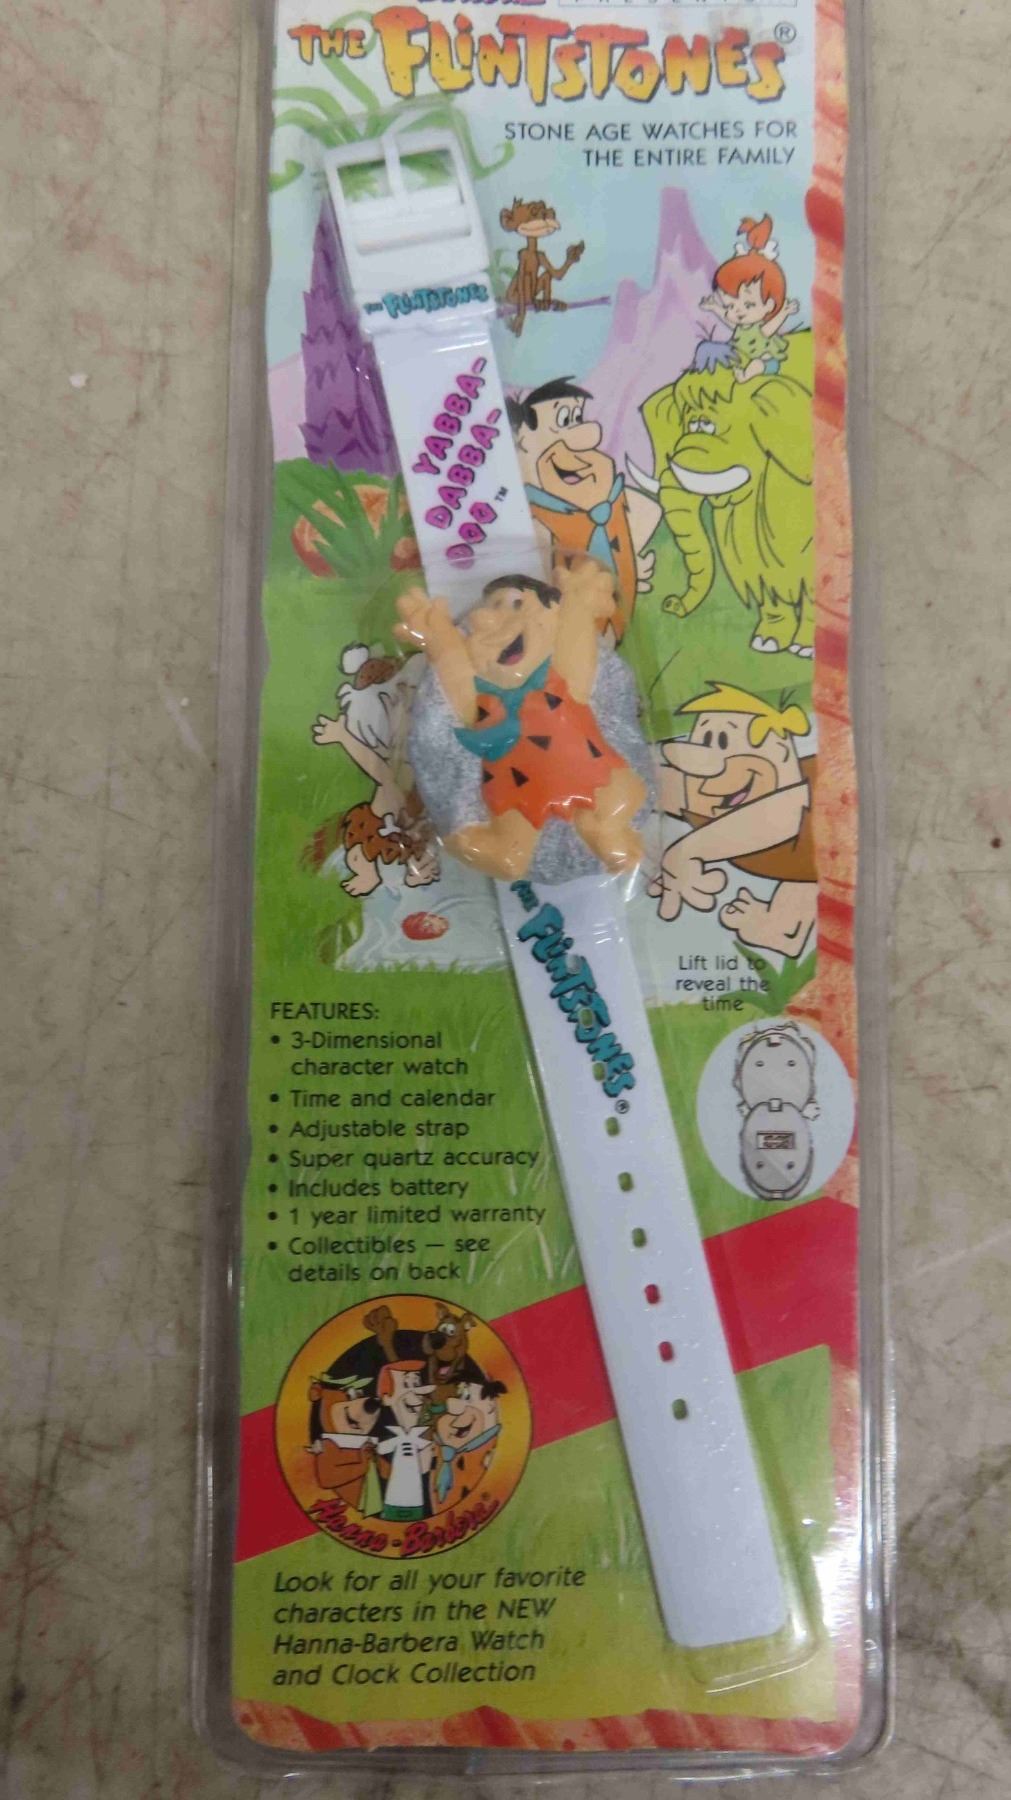 PRESENTS
THE FLINTSTONES®
STONE AGE WATCHES FOR
THE ENTIRE FAMILY
THE FLINTSTONES
YABBA-
DABBA-
DOO™
THE FLINTSTONES®
Lift lid to
reveal the
time
FEATURES:
• 3-Dimensional
character watch
• Time and calendar
• Adjustable strap
• Super quartz accuracy
• Includes battery
• 1 year limited warranty
• Collectibles — see
details on back
Hanna-Barbera
Look for all your favorite
characters in the NEW
Hanna-Barbera Watch
and Clock Collection